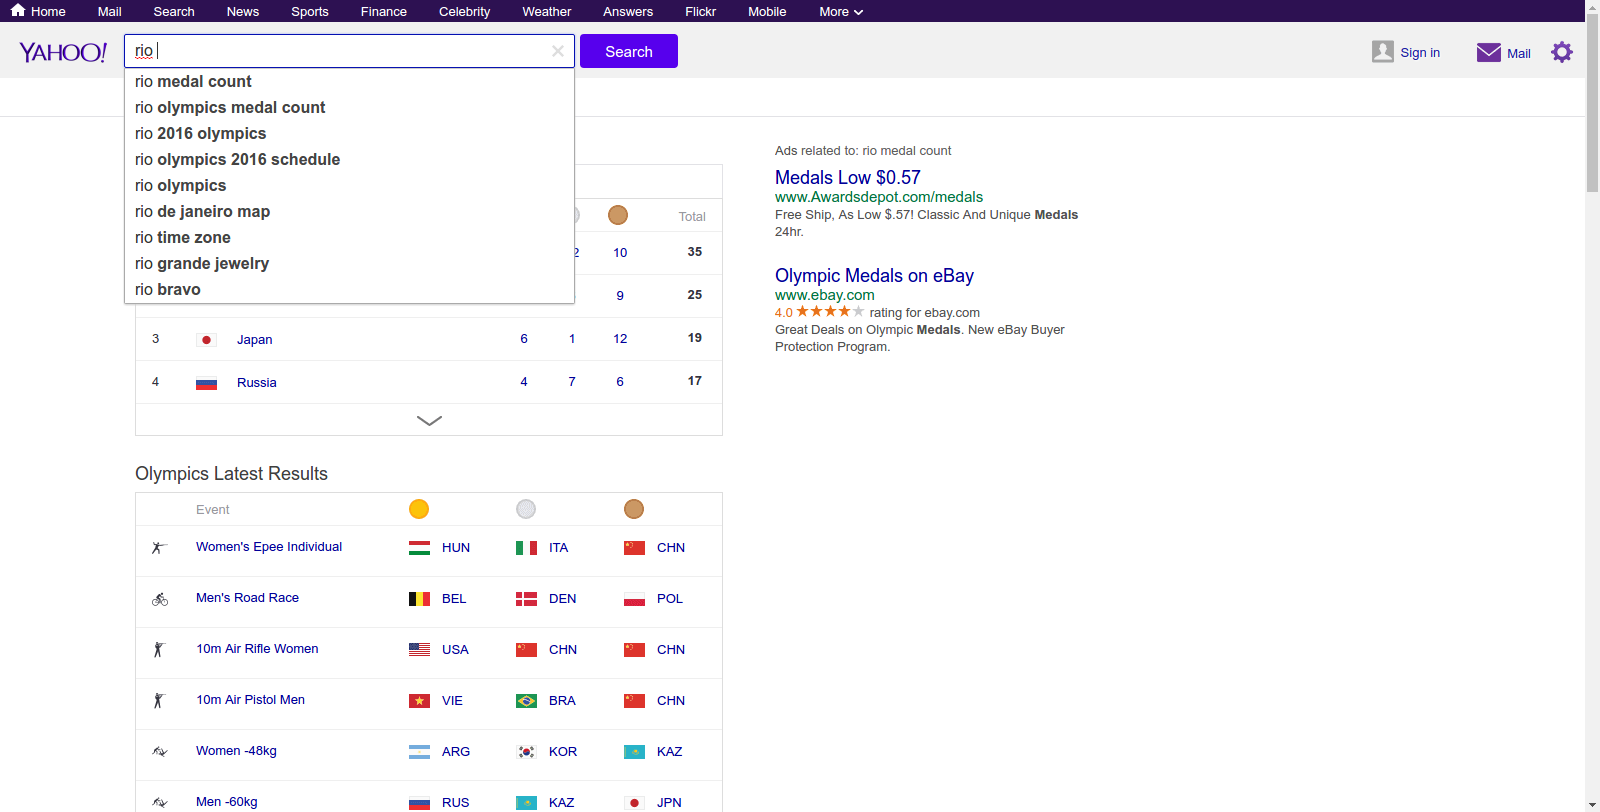 Home Mail Search News Sports Finance Celebrity Weather Answers Flickr Mobile More
YAHOO! rio Search Sign in Mail
rio medal count
rio olympics medal count
rio 2016 olympics
rio olympics 2016 schedule
rio olympics
rio de janeiro map
rio time zone
rio grande jewelry
rio bravo
Total
10 35
9 25
3 Japan 6 1 12 19
4 Russia 4 7 6 17
Olympics Latest Results
Event
Women's Epee Individual HUN ITA CHN
Men's Road Race BEL DEN POL
10m Air Rifle Women USA CHN CHN
10m Air Pistol Men VIE BRA CHN
Women -48kg ARG KOR KAZ
Men -60kg RUS KAZ JPN
Ads related to: rio medal count
Medals Low $0.57
www.Awardsdepot.com/medals
Free Ship, As Low $.57! Classic And Unique Medals
24hr.
Olympic Medals on eBay
www.ebay.com
4.0 rating for ebay.com
Great Deals on Olympic Medals. New eBay Buyer
Protection Program.